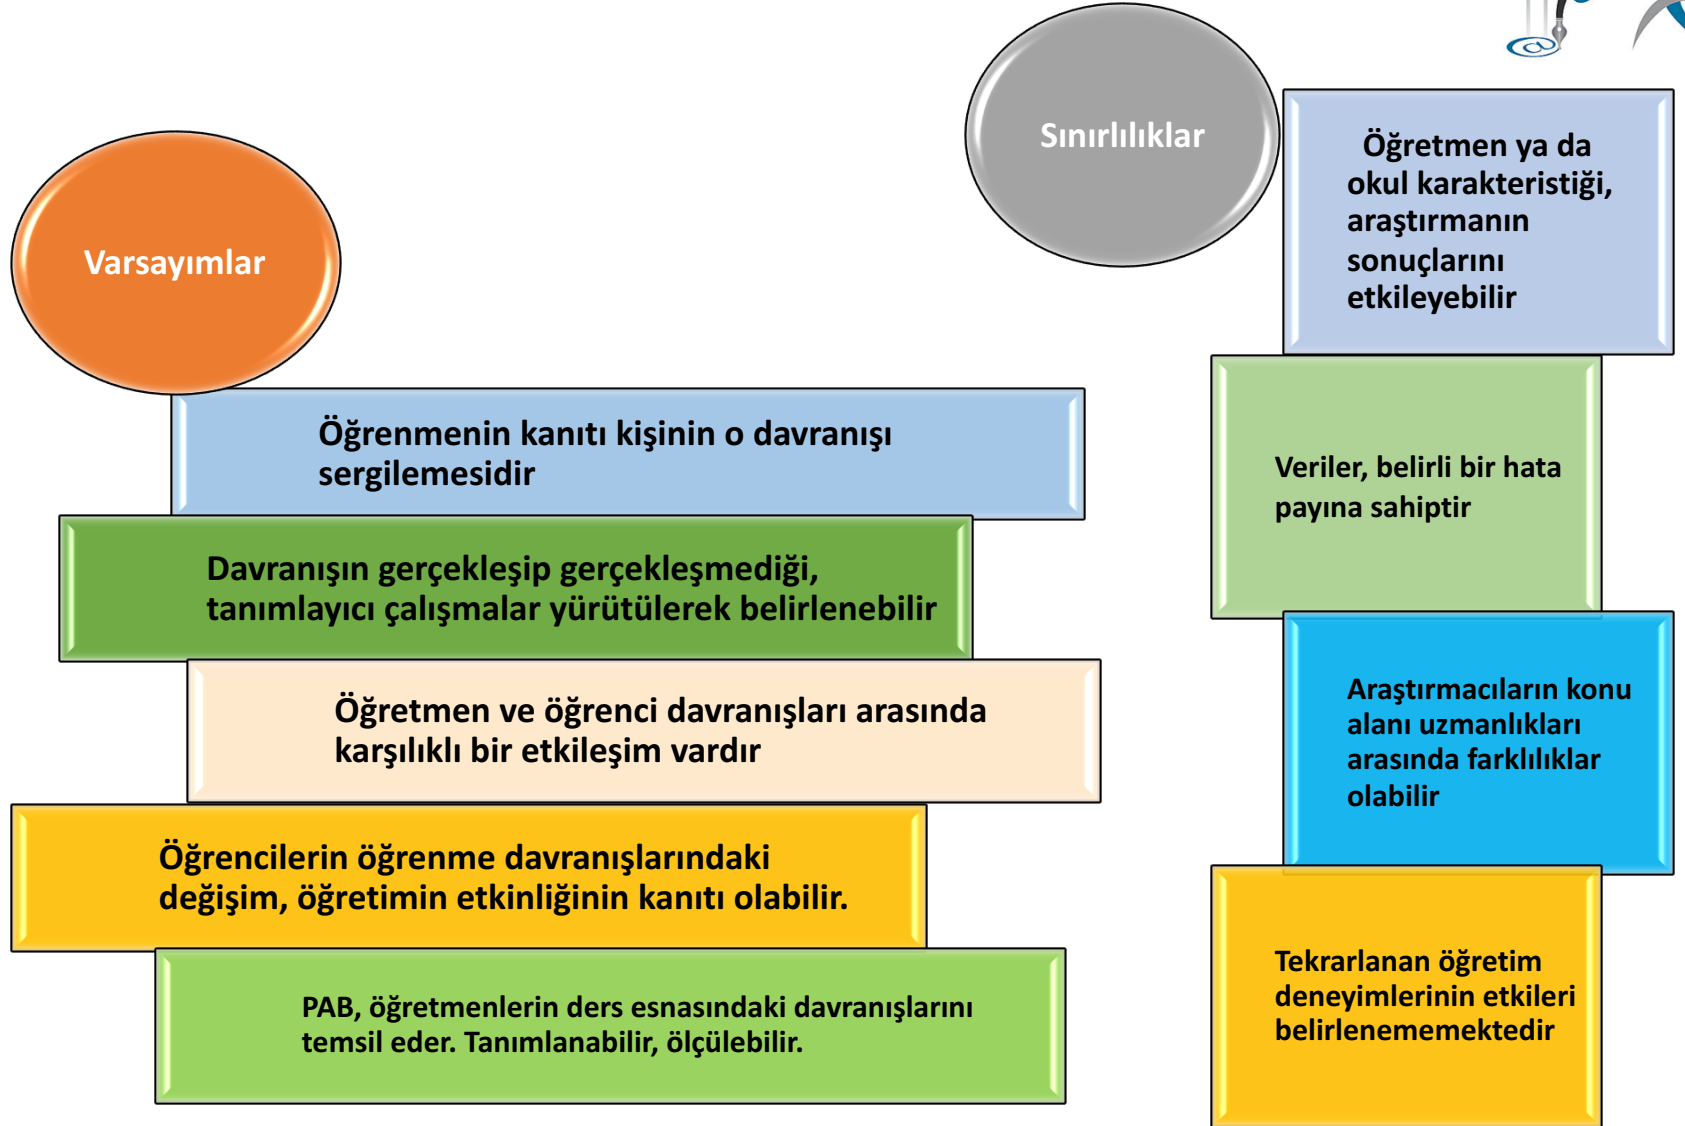 Varsayımlar
Öğrenmenin kanıtı kişinin o davranışı
sergilemesidir
Davranışın gerçekleşip gerçekleşmediği,
tanımlayıcı çalışmalar yürütülerek belirlenebilir
Öğretmen ve öğrenci davranışları arasında
karşılıklı bir etkileşim vardır
Öğrencilerin öğrenme davranışlarındaki
değişim, öğretimin etkinliğinin kanıtı olabilir.
PAB, öğretmenlerin ders esnasındaki davranışlarını
temsil eder. Tanımlanabilir, ölçülebilir.
Sınırlılıklar
Öğretmen ya da
okul karakteristiği,
araştırmanın
sonuçlarını
etkileyebilir
Veriler, belirli bir hata
payına sahiptir
Araştırmacıların konu
alanı uzmanlıkları
arasında farklılıklar
olabilir
Tekrarlanan öğretim
deneyimlerinin etkileri
belirlenememektedir
@